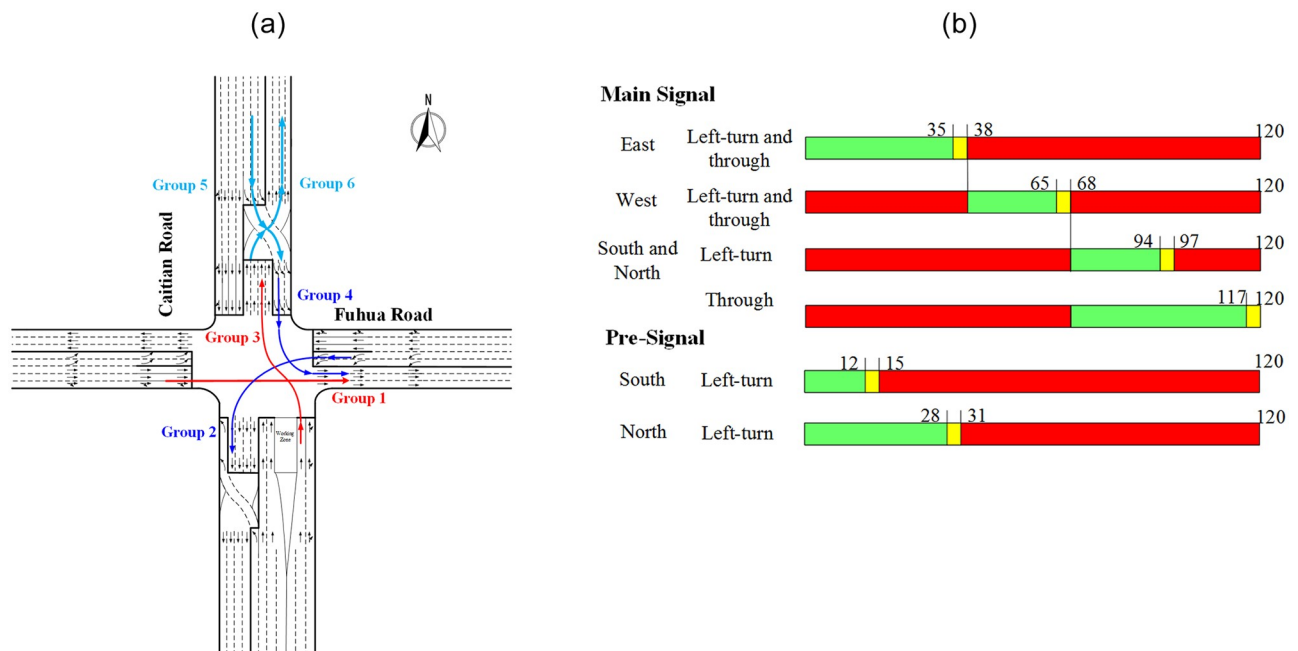 (a)
(b)
N
Group 5
Group 6
Caitian Road
Group 4
Fuhua Road
Group 3
Group 1
Group 2
Working
Zone
Main Signal
East
Left-turn and
through
35
38
120
West
Left-turn and
through
65
68
120
South and
North
Left-turn
94
97
120
Through
117
120
Pre-Signal
South
Left-turn
12
15
120
North
Left-turn
28
31
120